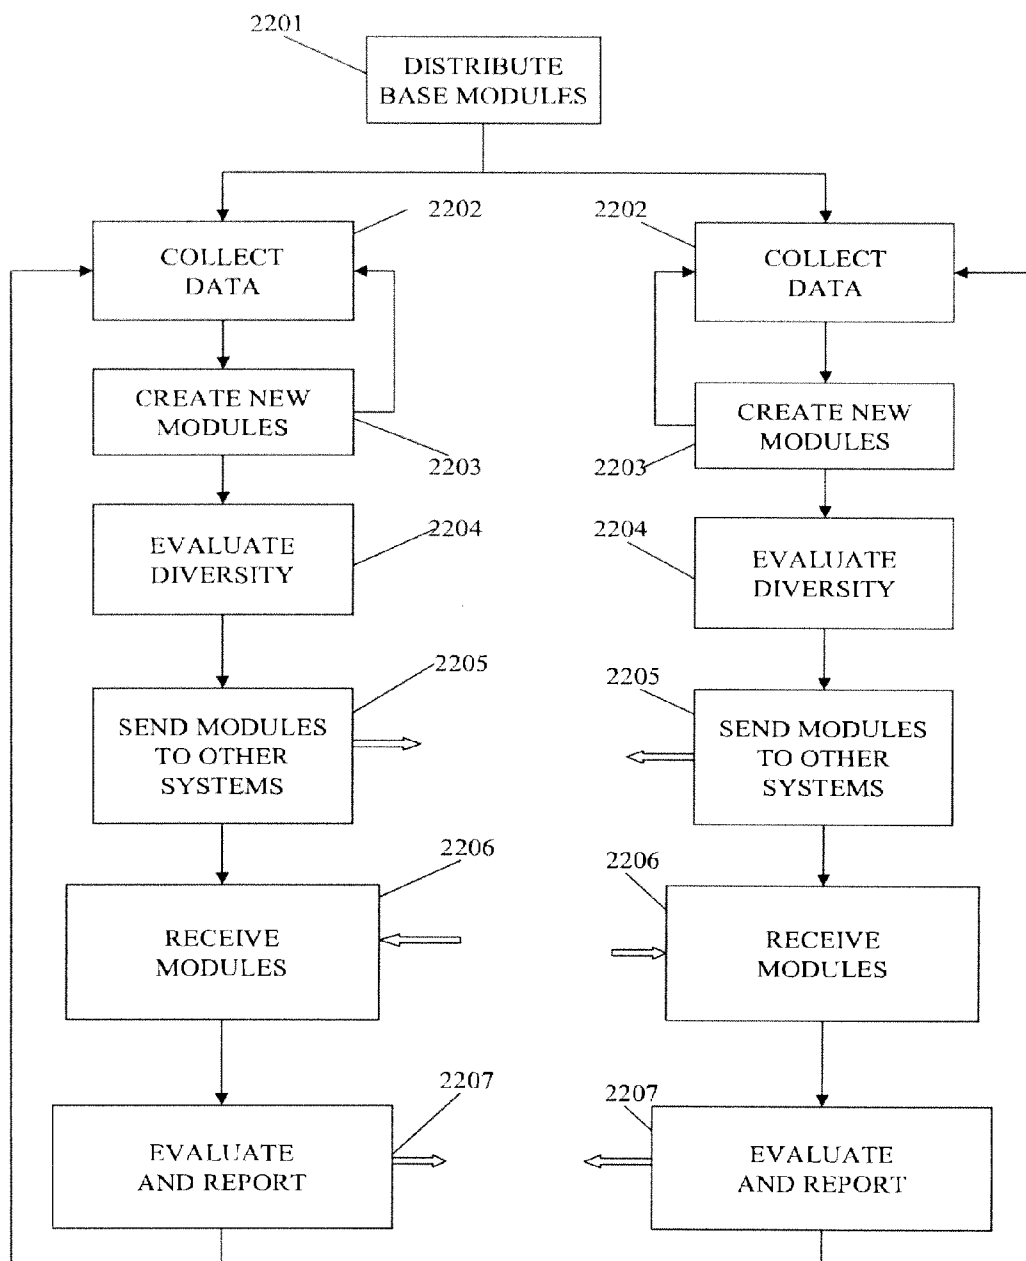 2201
DISTRIBUTE
BASE MODULES
2202
COLLECT
DATA
2202
COLLECT
DATA
CREATE NEW
MODULES
2203
CREATE NEW
MODULES
2203
EVALUATE
DIVERSITY
2204
EVALUATE
DIVERSITY
2204
SEND MODULES
TO OTHER
SYSTEMS
2205
SEND MODULES
TO OTHER
SYSTEMS
2205
RECEIVE
MODULES
2206
RECEIVE
MODULES
2206
EVALUATE
AND REPORT
2207
EVALUATE
AND REPORT
2207